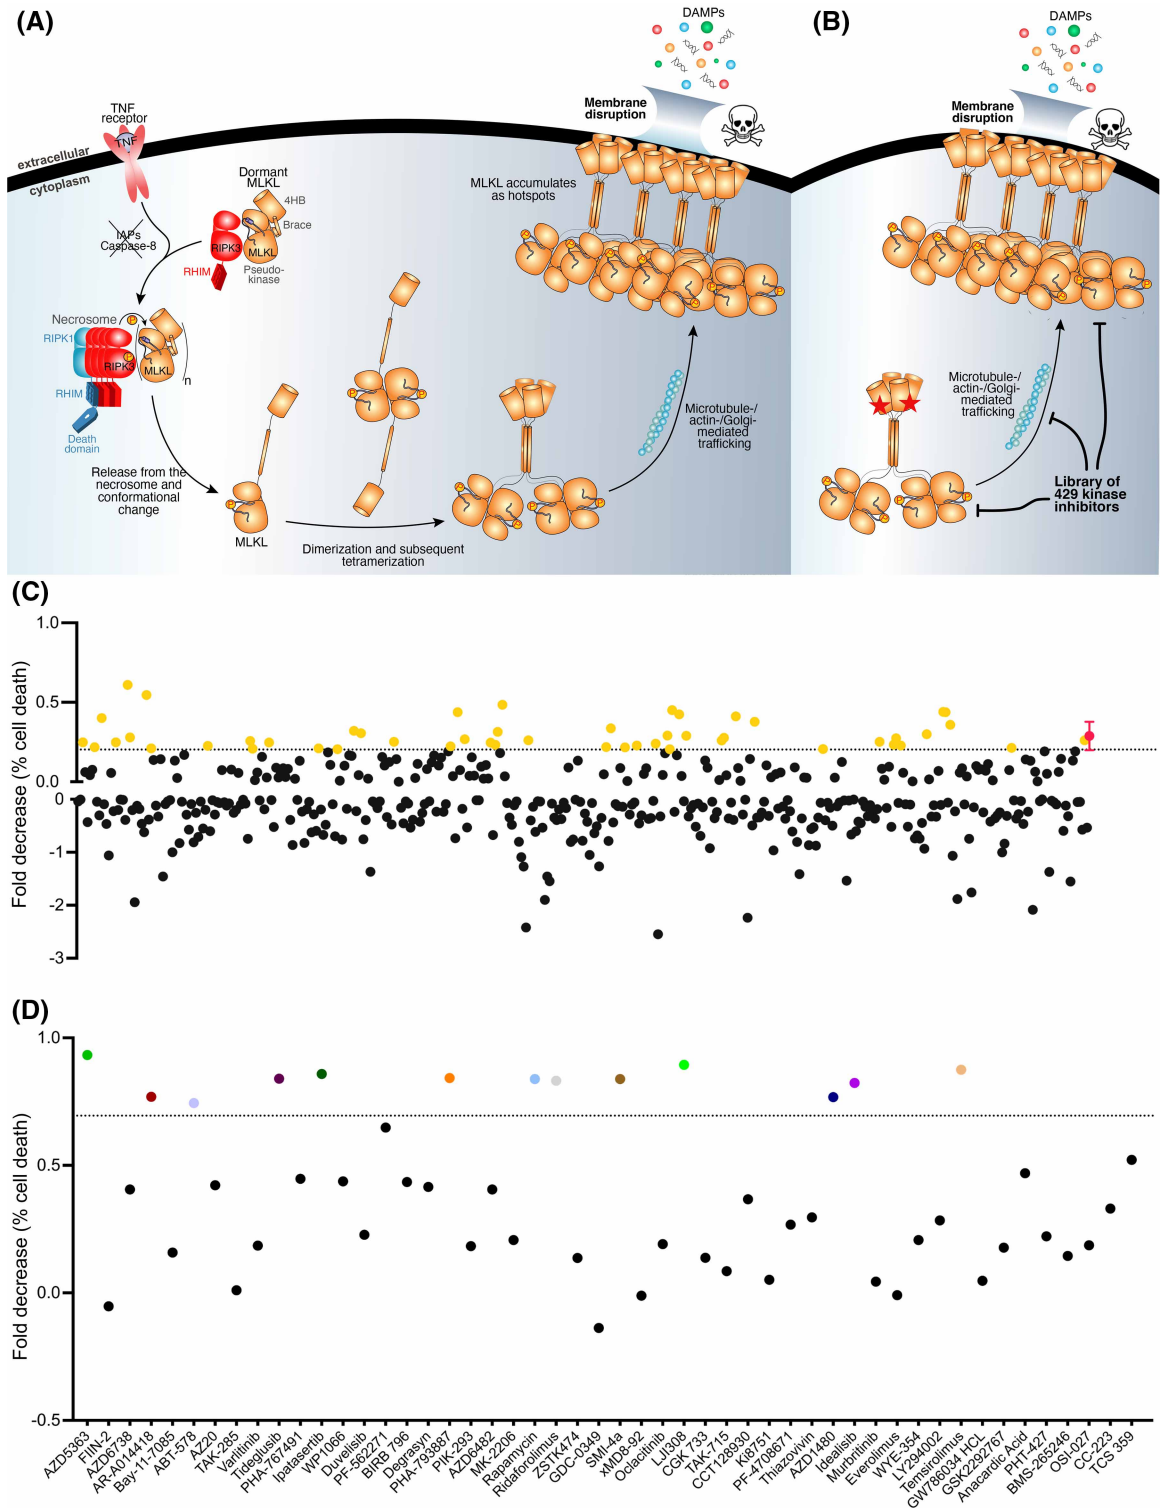 (A)
DAMPs
Membrane
disruption
TNF
receptor
TNF
extracellular
cytoplasm
IAPs
Caspase-8
Dormant
MLKL
4HB
Brace
RIPK3
MLKL
RHIM
Pseudo-
kinase
MLKL accumulates
as hotspots
Necrosome
P
RIPK1
RIPK3
P
MLKL
n
RHIM
Death
domain
Release from the
necrosome and
conformational
change
MLKL
Dimerization and subsequent
tetramerization
Microtubule-/
actin-/Golgi-
mediated
trafficking
(B)
DAMPs
Membrane
disruption
Microtubule-/
actin-/Golgi-
mediated
trafficking
Library of
429 kinase
inhibitors
(C)
Fold decrease (% cell death)
1.0
0.5
0.0
0
-1
-2
-3
(D)
Fold decrease (% cell death)
1.0
0.5
0.0
-0.5
AZD5363
FIIN-2
AZD6738
AR-A014418
Bay-11-7085
ABT-578
AZ20
TAK-285
Varlitinib
Tideglusib
PHA-767491
Ipatasertib
WP1066
Duvelisib
PF-562271
BIRB 796
Degrasyn
PHA-793887
PIK-293
AZD6482
MK-2206
Rapamycin
Ridaforolimus
ZSTK474
GDC-0349
SMI-4a
xMD8-92
Oclacitinib
LJI308
CGK 733
TAK-715
CCT128930
Ki8751
PF-4708671
Thiazovivin
AZD1480
Idealisib
Murbritinib
Everolimus
WYE-354
LY294002
Temsirolimus
GW786034 HCL
GSK2292767
Anacardic Acid
PHT-427
BMS-265246
OSI-027
CC-223
TCS 359